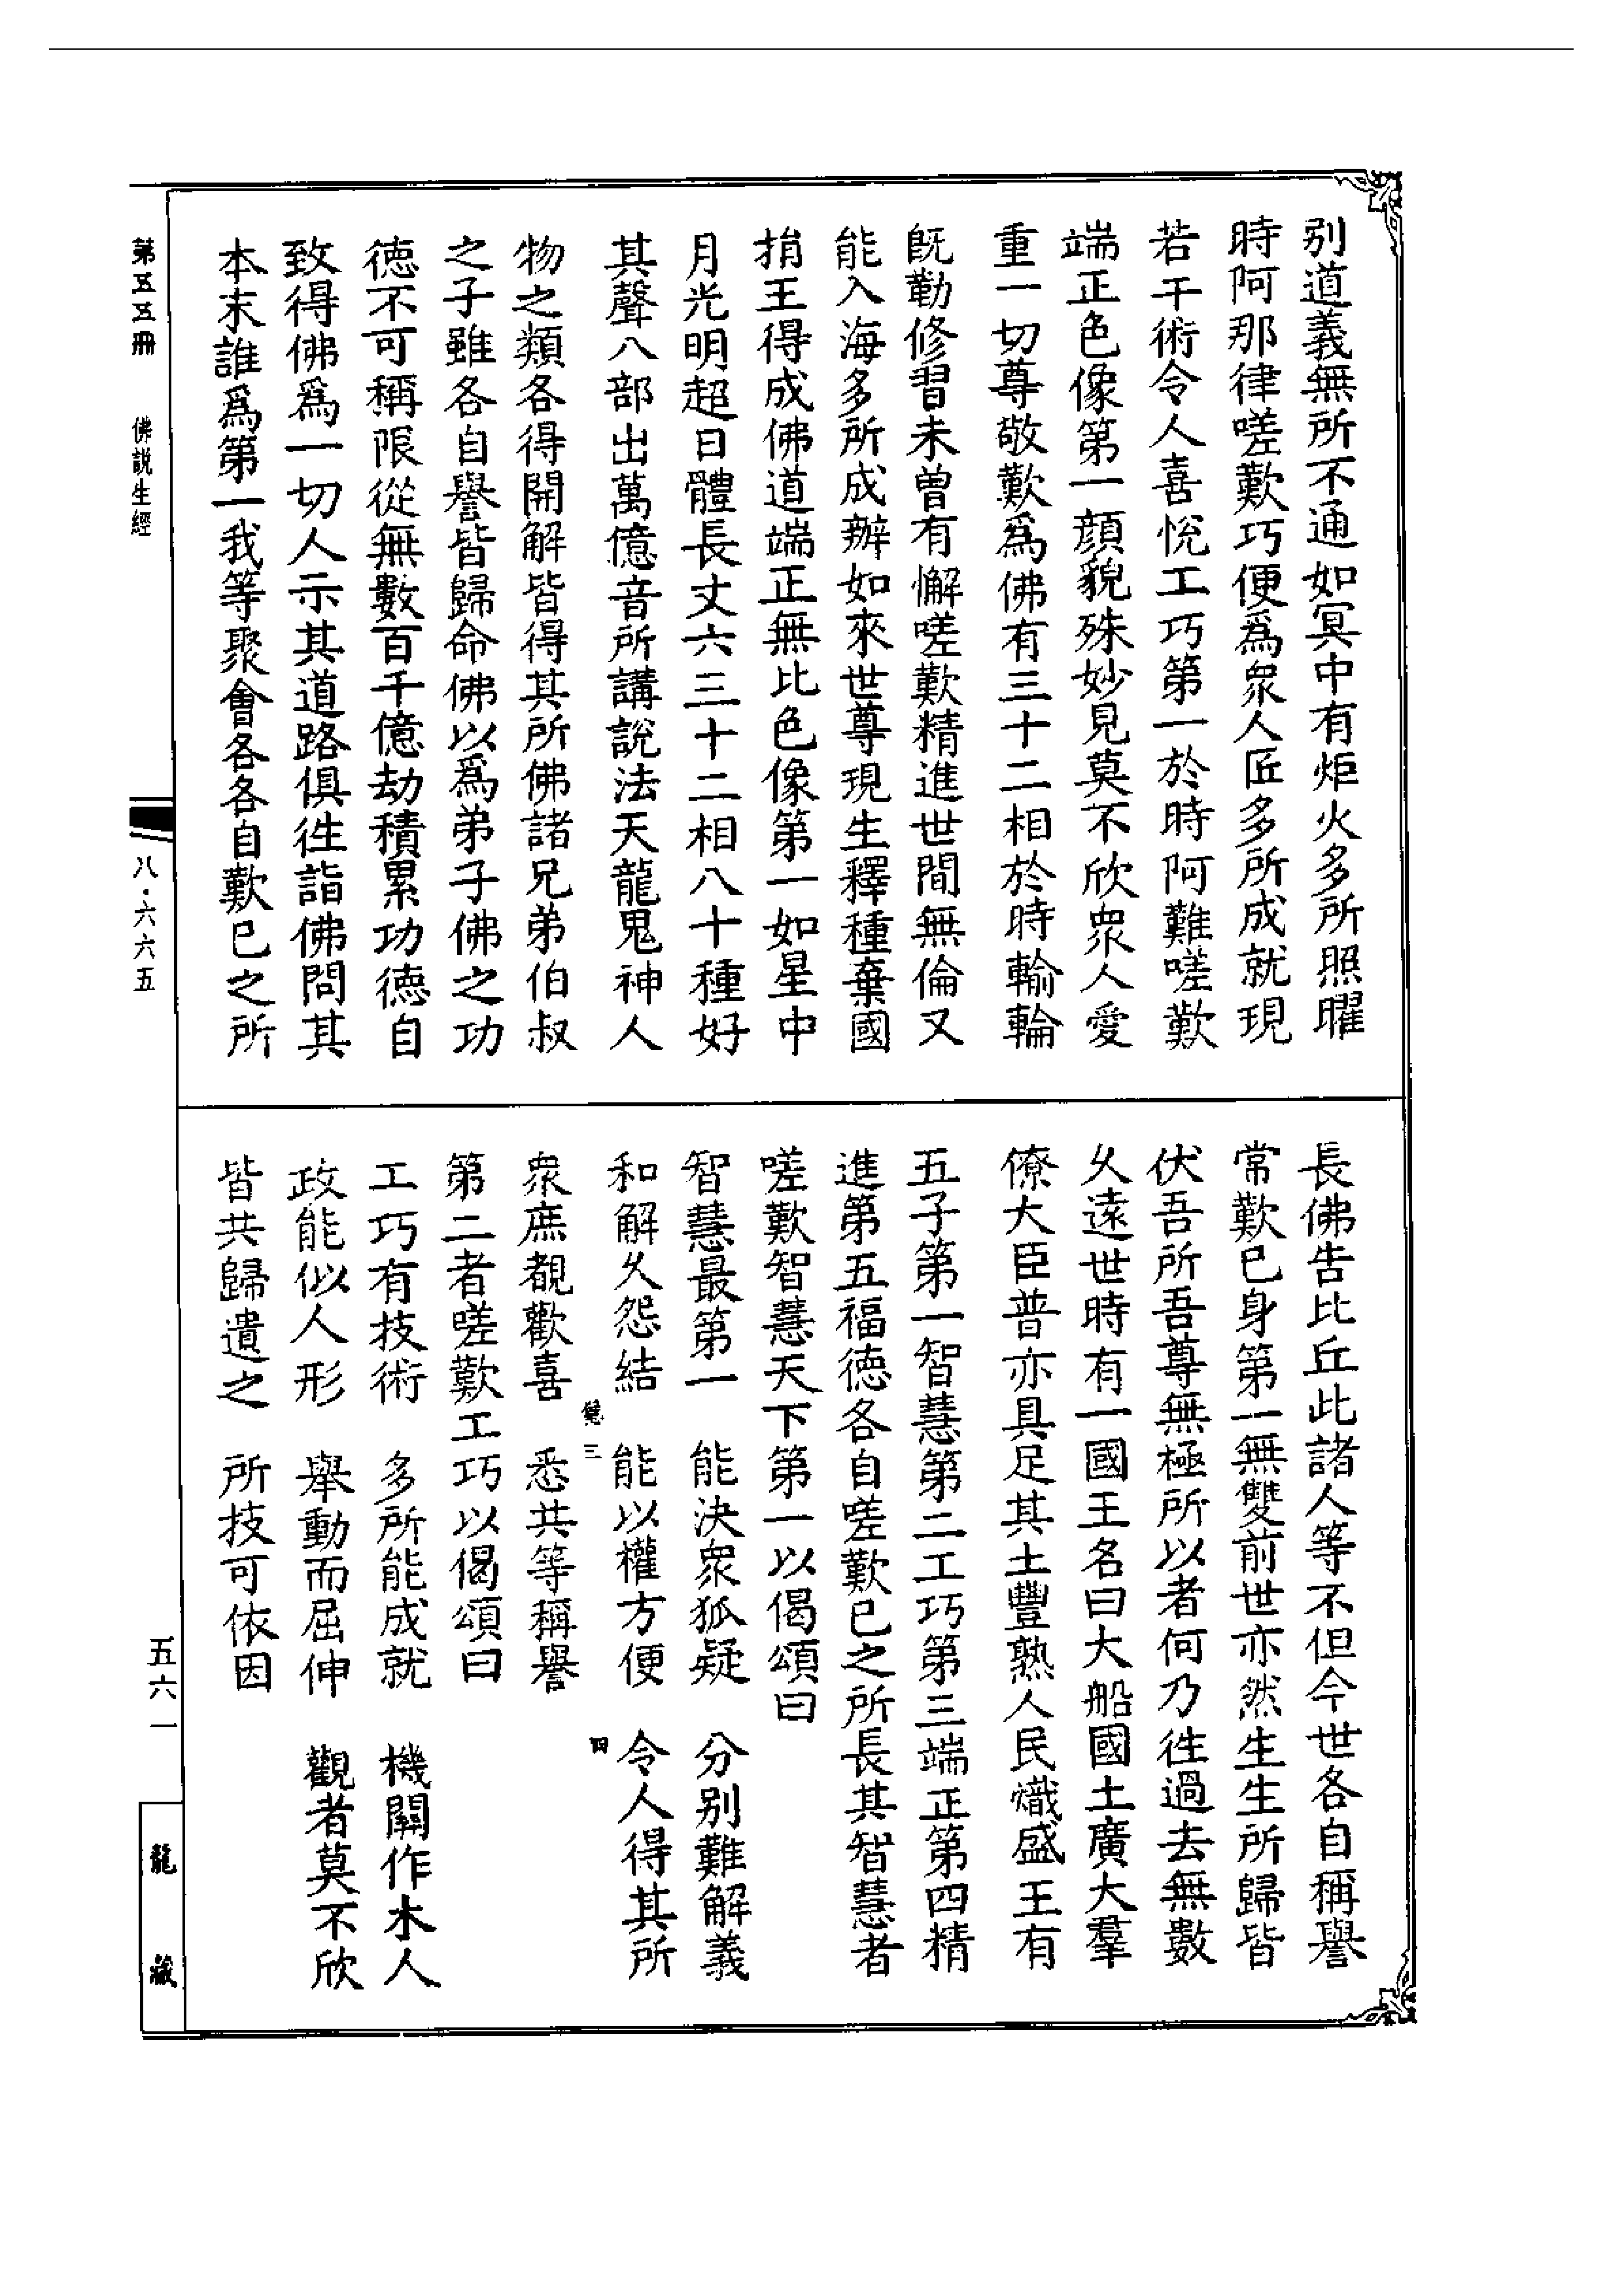 别道義無所不通如冥中有炬火多所照曜
時阿那律嗟歎巧便爲衆人匠多所成就現
若干術令人喜悅工巧第一於時阿難嗟歎
端正色像第一顔貌殊妙見莫不欣衆人愛
重一切尊敬歎爲佛有三十二相於時輸輪
旣勤修習未曾有懈嗟歎精進世間無倫又
能入海多所成辦如來世尊現生釋種棄國
捐王得成佛道端正無比色像第一如星中
月光明超日體長丈六三十二相八十種好
其聲八部出萬億音所講說法天龍鬼神人
物之類各得開解皆得其所佛諸兄弟伯叔
之子雖各自譽皆歸命佛以爲弟子佛之功
德不可稱限從無數百千億劫積累功德自
致得佛爲一切人示其道路俱往詣佛問其
本末誰爲第一我等聚會各各自歎已之所
長佛告比丘此諸人等不但今世各自稱譽
常歎已身第一無雙前世亦然生生所歸皆
伏吾所吾尊無極所以者何乃往過去無數
久遠世時有一國王名曰大船國土廣大羣
僚大臣普亦具足其土豐熟人民熾盛王有
五子第一智慧第二工巧第三端正第四精
進第五福德各自嗟歎已之所長其智慧者
嗟歎智慧天下第一以偈頌曰
智慧最第一　能決衆狐疑　分别難解義
和解久怨結　能以權方便　令人得其所
三　四
衆庶覩歡喜　悉共等稱譽
第二者嗟歎工巧以偈頌曰
工巧有技術　多所能成就　機關作木人
政能似人形　舉動而屈伸　觀者莫不欣
皆共歸遺之　所技可依因
第五五冊　佛説生經
八・六六五
五六一
龍藏